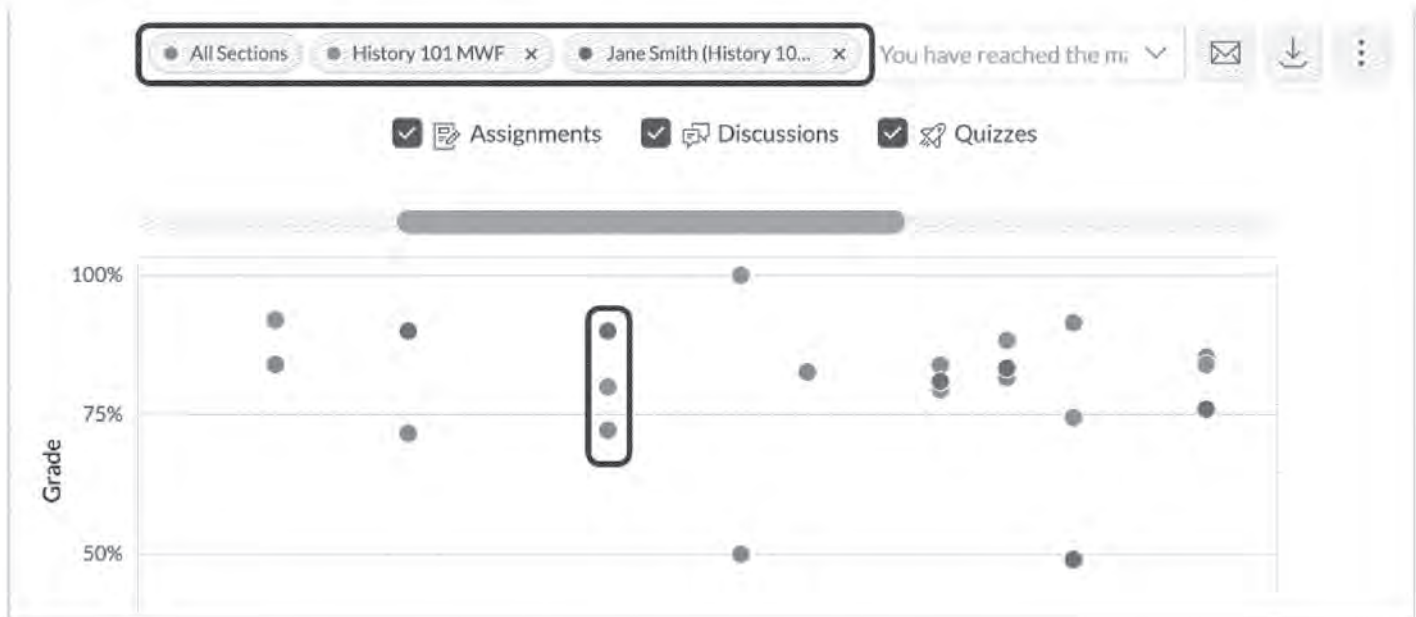 All Sections History 101 MWF × Jane Smith (History 10... × You have reached the m
Assignments Discussions Quizzes
100%
75%
Grade
50%